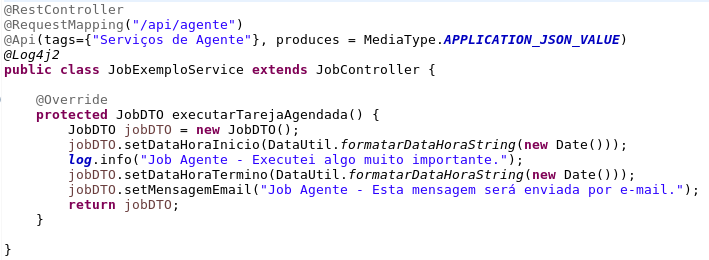 @RestController
@RequestMapping("/api/agente")
@Api(tags={"Serviços de Agente"}, produces = MediaType.APPLICATION_JSON_VALUE)
@Log4j2
public class JobExemploService extends JobController {
@Override
protected JobDTO executarTarejaAgendada() {
JobDTO jobDTO = new JobDTO();
jobDTO.setDataHoraInicio(DataUtil.formatarDataHoraString(new Date()));
log.info("Job Agente - Executei algo muito importante.");
jobDTO.setDataHoraTermino(DataUtil.formatarDataHoraString(new Date()));
jobDTO.setMensagemEmail("Job Agente - Esta mensagem será enviada por e-mail.");
return jobDTO;
}
}